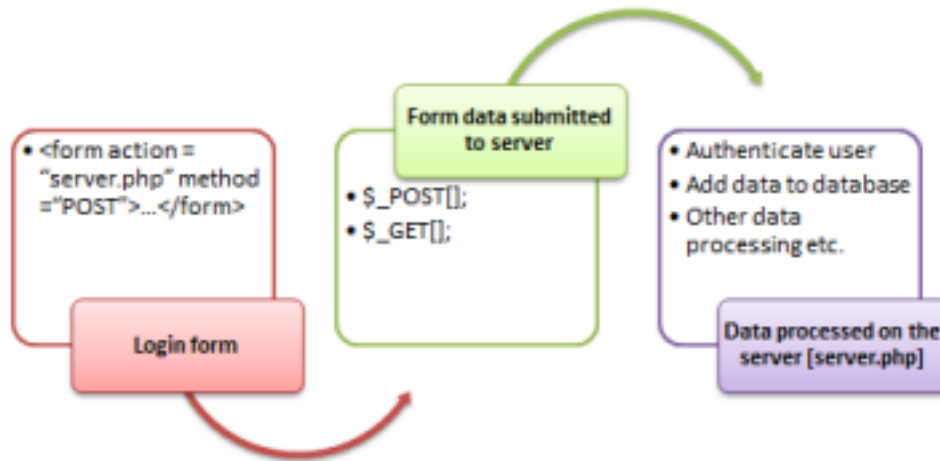 • <form action =
“server.php” method
=”POST”>...</form>
Login form
Form data submitted
to server
• $_POST[];
• $_GET[];
• Authenticate user
• Add data to database
• Other data
processing etc.
Data processed on the
server [server.php]